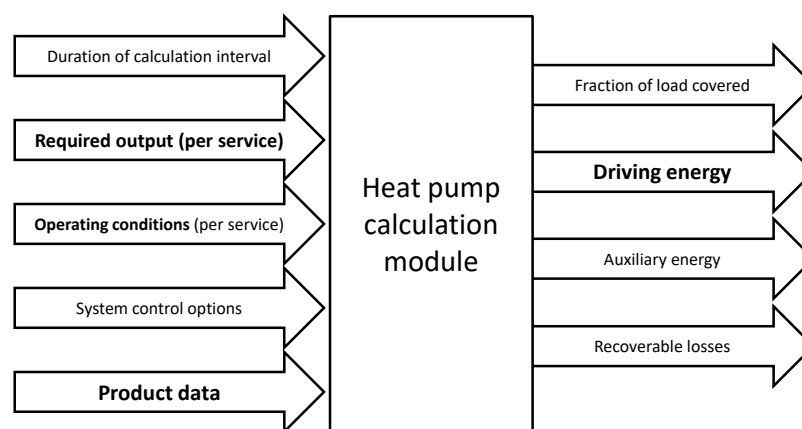 Duration of calculation interval
Required output (per service)
Operating conditions (per service)
System control options
Product data
Heat pump
calculation
module
Fraction of load covered
Driving energy
Auxiliary energy
Recoverable losses